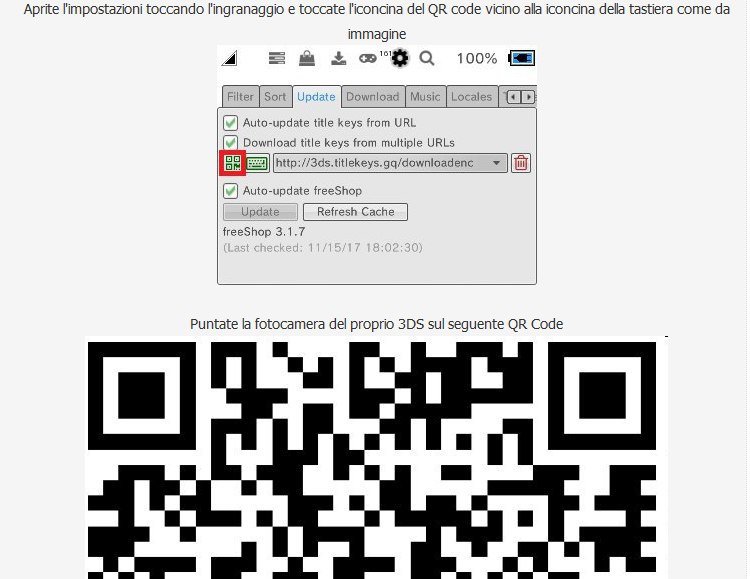 Aprite l'impostazioni toccando l'ingranaggio e toccate l'iconcina del QR code vicino alla iconcina della tastiera come da
immagine
161
100%
Filter Sort Update Download Music Locales
Auto-update title keys from URL
Download title keys from multiple URLs
http://3ds.titlekeys.gq/downloadenc
Auto-update freeShop
Update Refresh Cache
freeShop 3.1.7
(Last checked: 11/15/17 18:02:30)
Puntate la fotocamera del proprio 3DS sul seguente QR Code